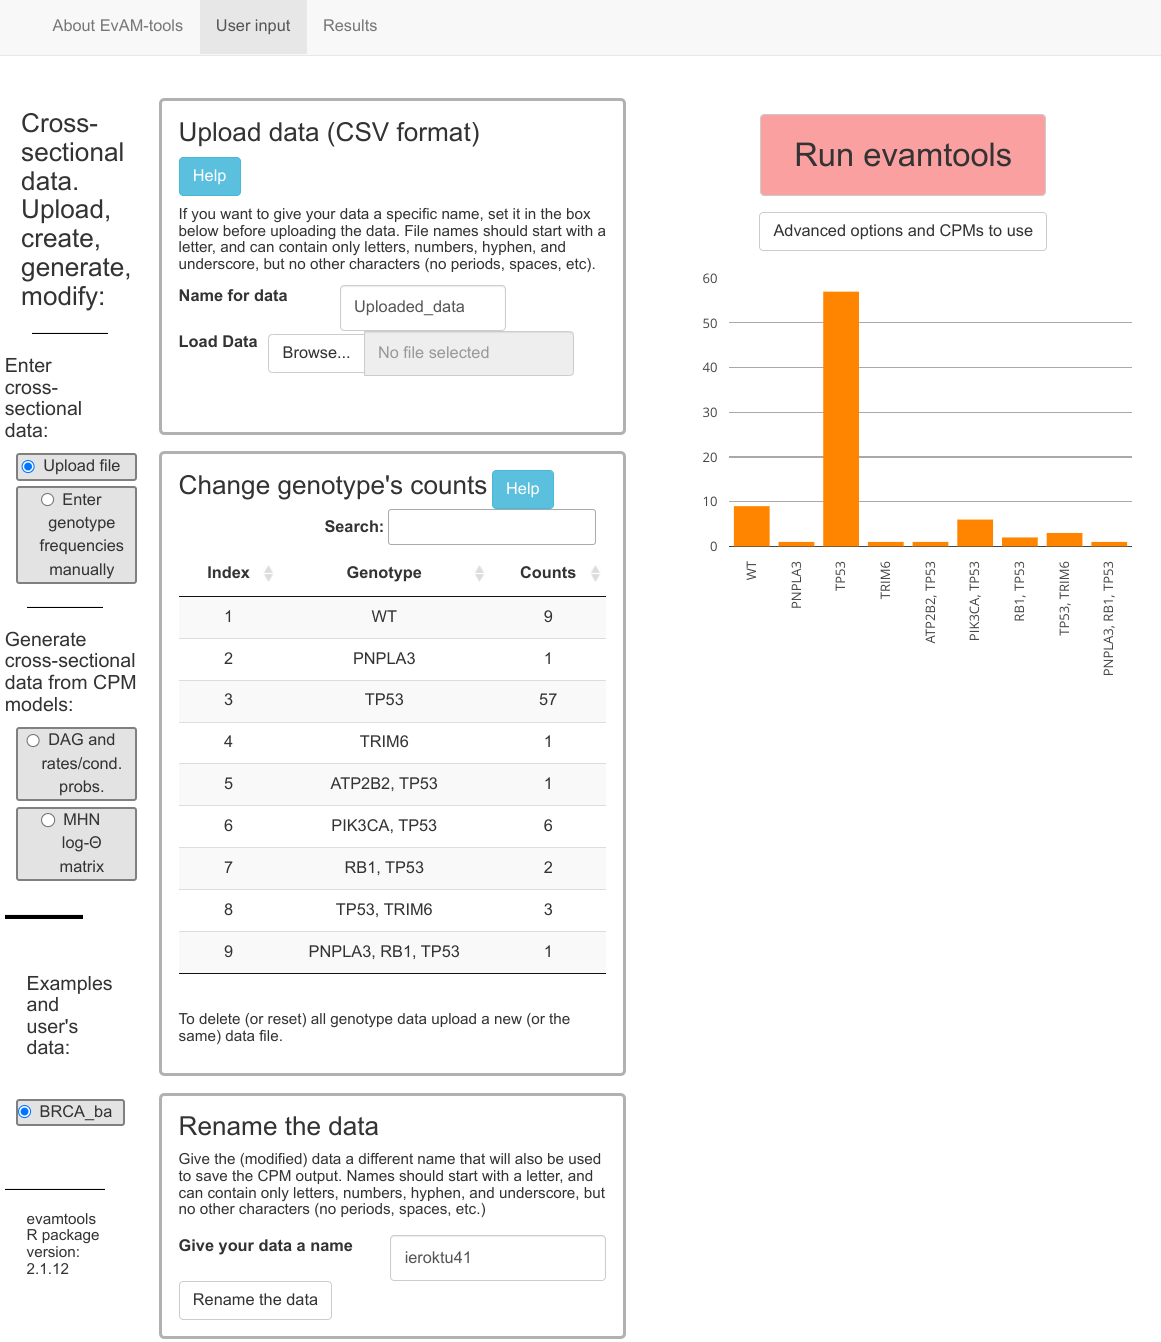 About EvAM-tools
User input
Results
Cross-
sectional
data.
Upload,
create,
generate,
modify:
Enter
cross-
sectional
data:
Upload file
Enter
genotype
frequencies
manually
Generate
cross-sectional
data from CPM
models:
DAG and
rates/cond.
probs.
MHN
log-Θ
matrix
Examples
and
user's
data:
BRCA_ba
evamtools
R package
version:
2.1.12
Upload data (CSV format)
Help
If you want to give your data a specific name, set it in the box
below before uploading the data. File names should start with a
letter, and can contain only letters, numbers, hyphen, and
underscore, but no other characters (no periods, spaces, etc).
Name for data
Uploaded_data
Load Data
Browse...
No file selected
Change genotype's counts
Help
Search:
Index Genotype Counts
1 WT 9
2 PNPLA3 1
3 TP53 57
4 TRIM6 1
5 ATP2B2, TP53 1
6 PIK3CA, TP53 6
7 RB1, TP53 2
8 TP53, TRIM6 3
9 PNPLA3, RB1, TP53 1
To delete (or reset) all genotype data upload a new (or the
same) data file.
Rename the data
Give the (modified) data a different name that will also be used
to save the CPM output. Names should start with a letter, and
can contain only letters, numbers, hyphen, and underscore, but
no other characters (no periods, spaces, etc.)
Give your data a name
ieroktu41
Rename the data
Run evamtools
Advanced options and CPMs to use
60
50
40
30
20
10
0
WT
PNPLA3
TP53
TRIM6
ATP2B2, TP53
PIK3CA, TP53
RB1, TP53
TP53, TRIM6
PNPLA3, RB1, TP53